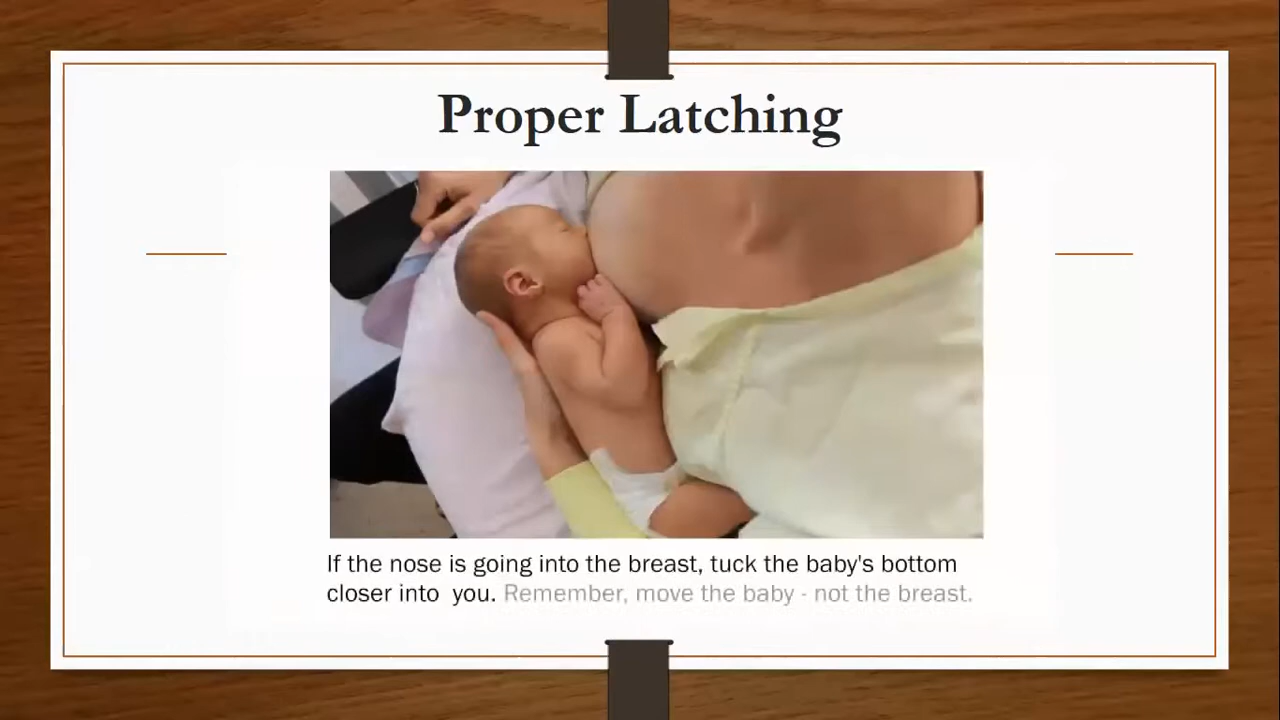 Proper Latching
If the nose is going into the breast, tuck the baby's bottom
closer into  you. Remember, move the baby - not the breast.